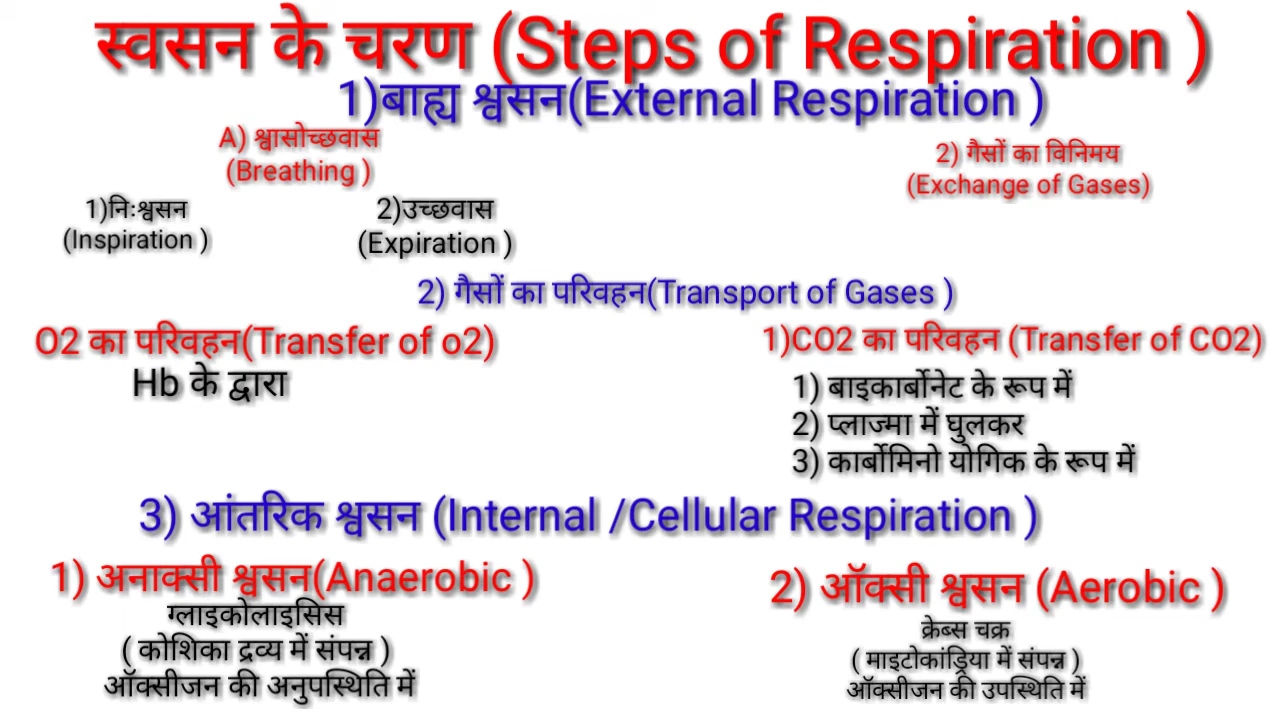 स्वसन के चरण (Steps of Respiration )
1)बाह्य श्वसन(External Respiration )
A) श्वासोच्छवास
(Breathing )
2) गैसों का विनिमय
(Exchange of Gases)
1)निःश्वसन
(Inspiration )
2)उच्छवास
(Expiration )
2) गैसों का परिवहन(Transport of Gases )
O2 का परिवहन(Transfer of o2)
Hb के द्वारा
1)CO2 का परिवहन (Transfer of CO2)
1) बाइकार्बोनेट के रूप में
2) प्लाज्मा में घुलकर
3) कार्बोमिनो योगिक के रूप में
3) आंतरिक श्वसन (Internal /Cellular Respiration )
1) अनाक्सी श्वसन(Anaerobic )
ग्लाइकोलाइसिस
( कोशिका द्रव्य में संपन्न )
ऑक्सीजन की अनुपस्थिति में
2) ऑक्सी श्वसन (Aerobic )
क्रेब्स चक्र
( माइटोकांड्रिया में संपन्न )
ऑक्सीजन की उपस्थिति में